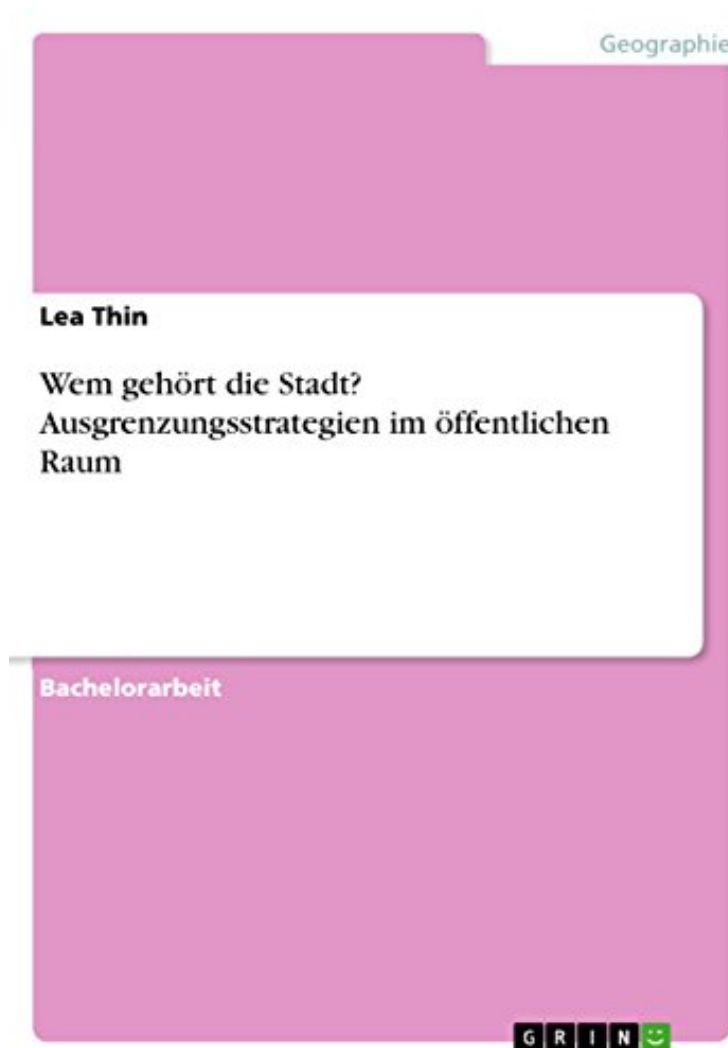 Geographie
Lea Thin
Wem gehört die Stadt?
Ausgrenzungsstrategien im öffentlichen
Raum
Bachelorarbeit
GRIN